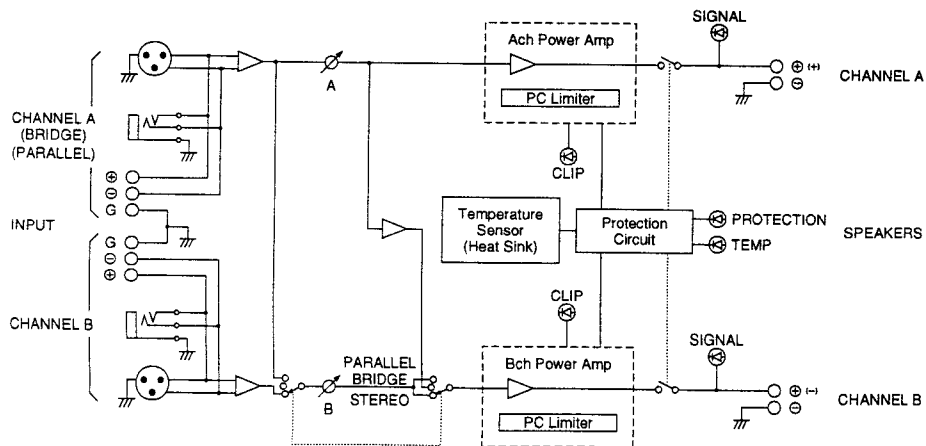 SIGNAL
Ach Power Amp
⊕ (+)
⊖
CHANNEL A
A
PC Limiter
CHANNEL A
(BRIDGE)
(PARALLEL)
CLIP
⊕
⊖
G
INPUT
Temperature
Sensor
(Heat Sink)
Protection
Circuit
PROTECTION
TEMP
SPEAKERS
G
⊖
⊕
CLIP
CHANNEL B
SIGNAL
PARALLEL
BRIDGE
STEREO
B
Bch Power Amp
PC Limiter
⊕ (−)
⊖
CHANNEL B